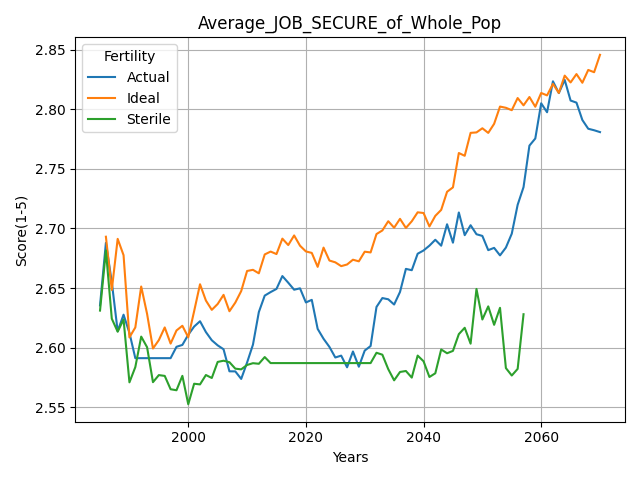 Average_JOB_SECURE_of_Whole_Pop
Fertility
Actual
Ideal
Sterile
Score(1-5)
2.85
2.80
2.75
2.70
2.65
2.60
2.55
2000
2020
2040
2060
Years